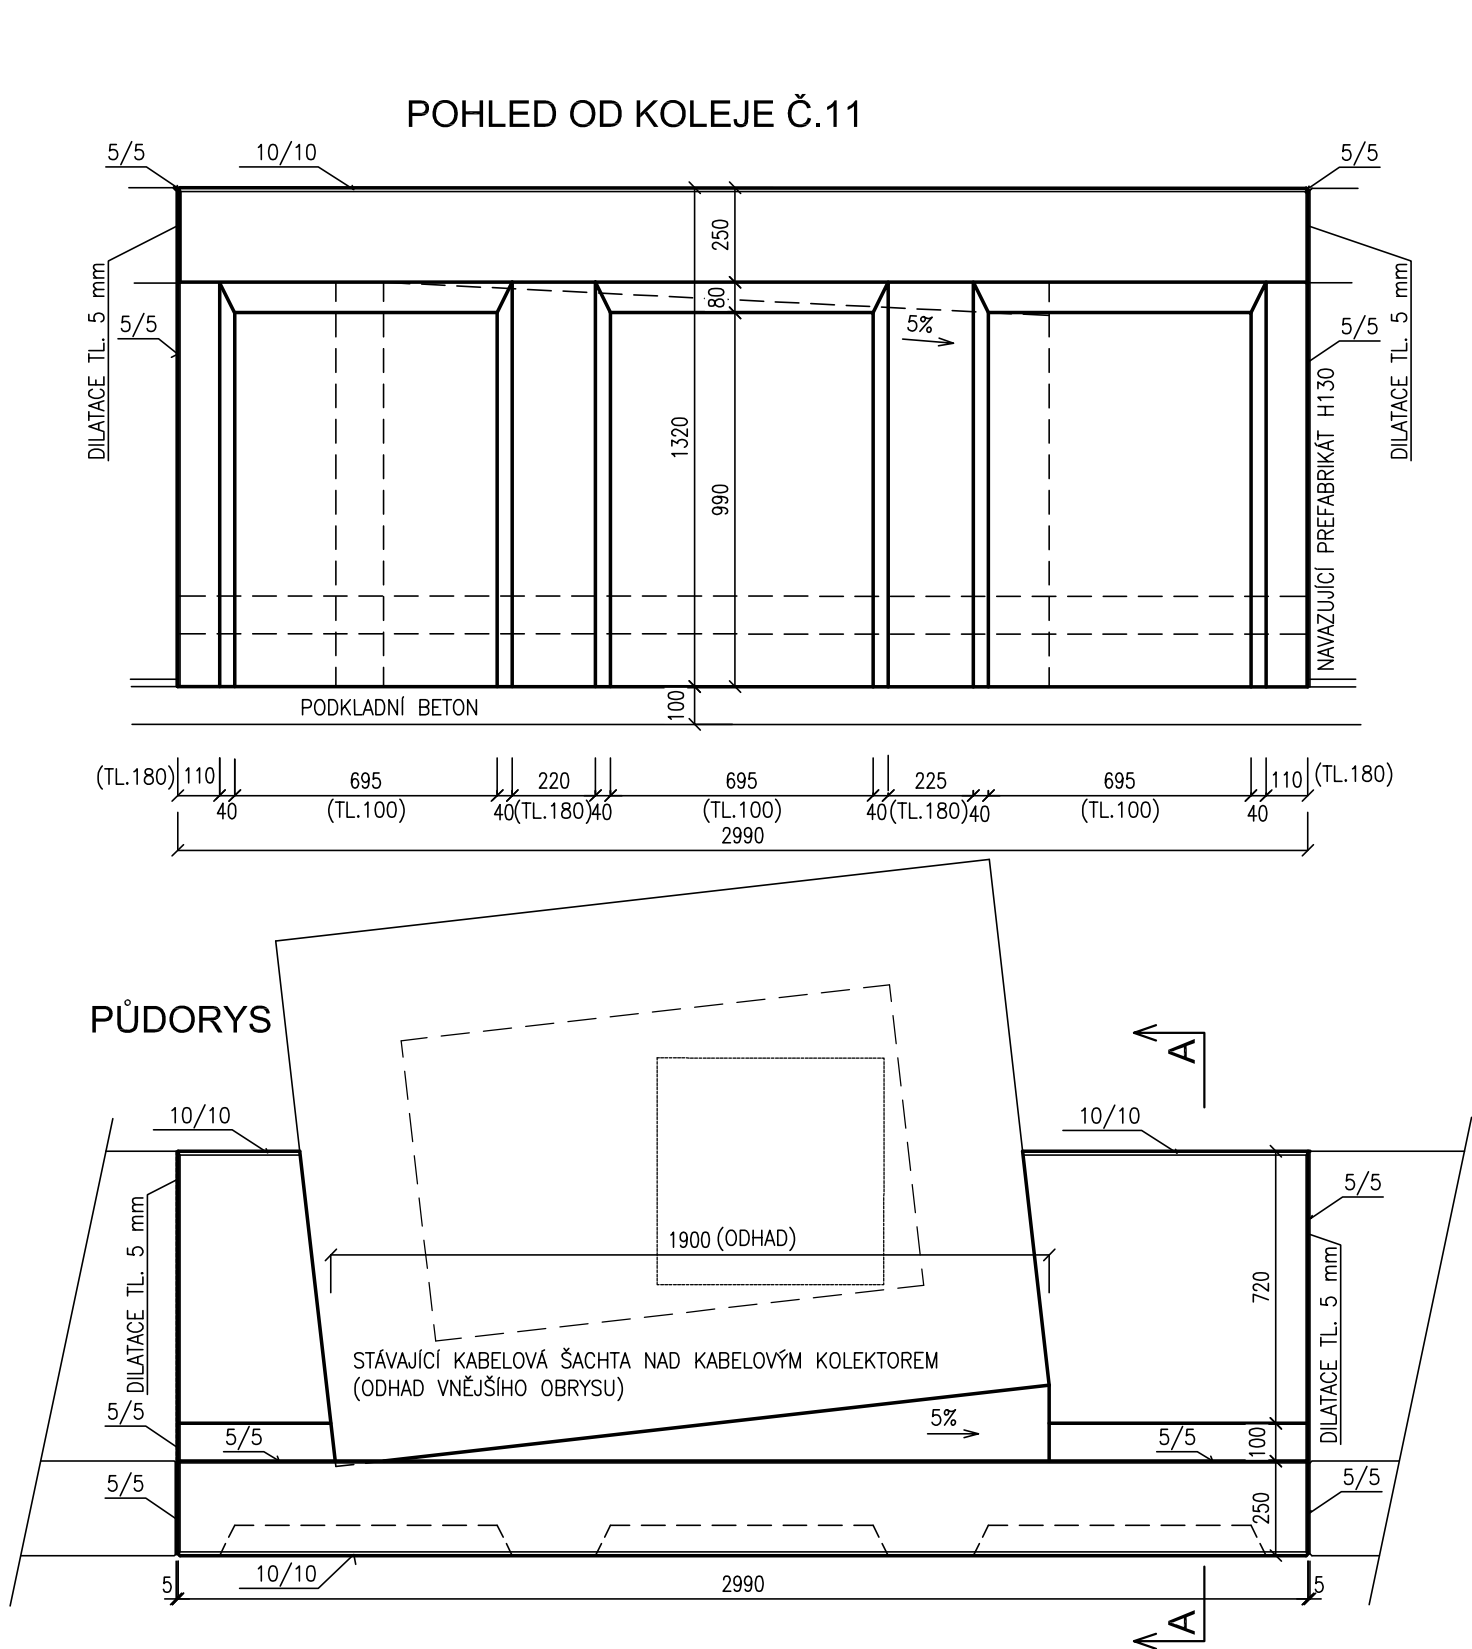 POHLED OD KOLEJE Č.11
5/5
10/10
5/5
250
DILATACE TL. 5 mm
80
DILATACE TL. 5 mm
5/5
5%
5/5
1320
990
NAVAZUJÍCÍ PREFABRIKÁT H130
PODKLADNÍ BETON
100
(TL.180)
110
695
220
695
225
695
110
(TL.180)
40
(TL.100)
40
(TL.180)
40
(TL.100)
40
(TL.180)
40
(TL.100)
40
2990
PŮDORYS
A
10/10
10/10
5/5
DILATACE TL. 5 mm
1900 (ODHAD)
720
DILATACE TL. 5 mm
STÁVAJÍCÍ KABELOVÁ ŠACHTA NAD KABELOVÝM KOLEKTOREM
(ODHAD VNĚJŠÍHO OBRYSU)
5/5
5/5
5%
5/5
100
5/5
5/5
250
10/10
5
2990
5
A